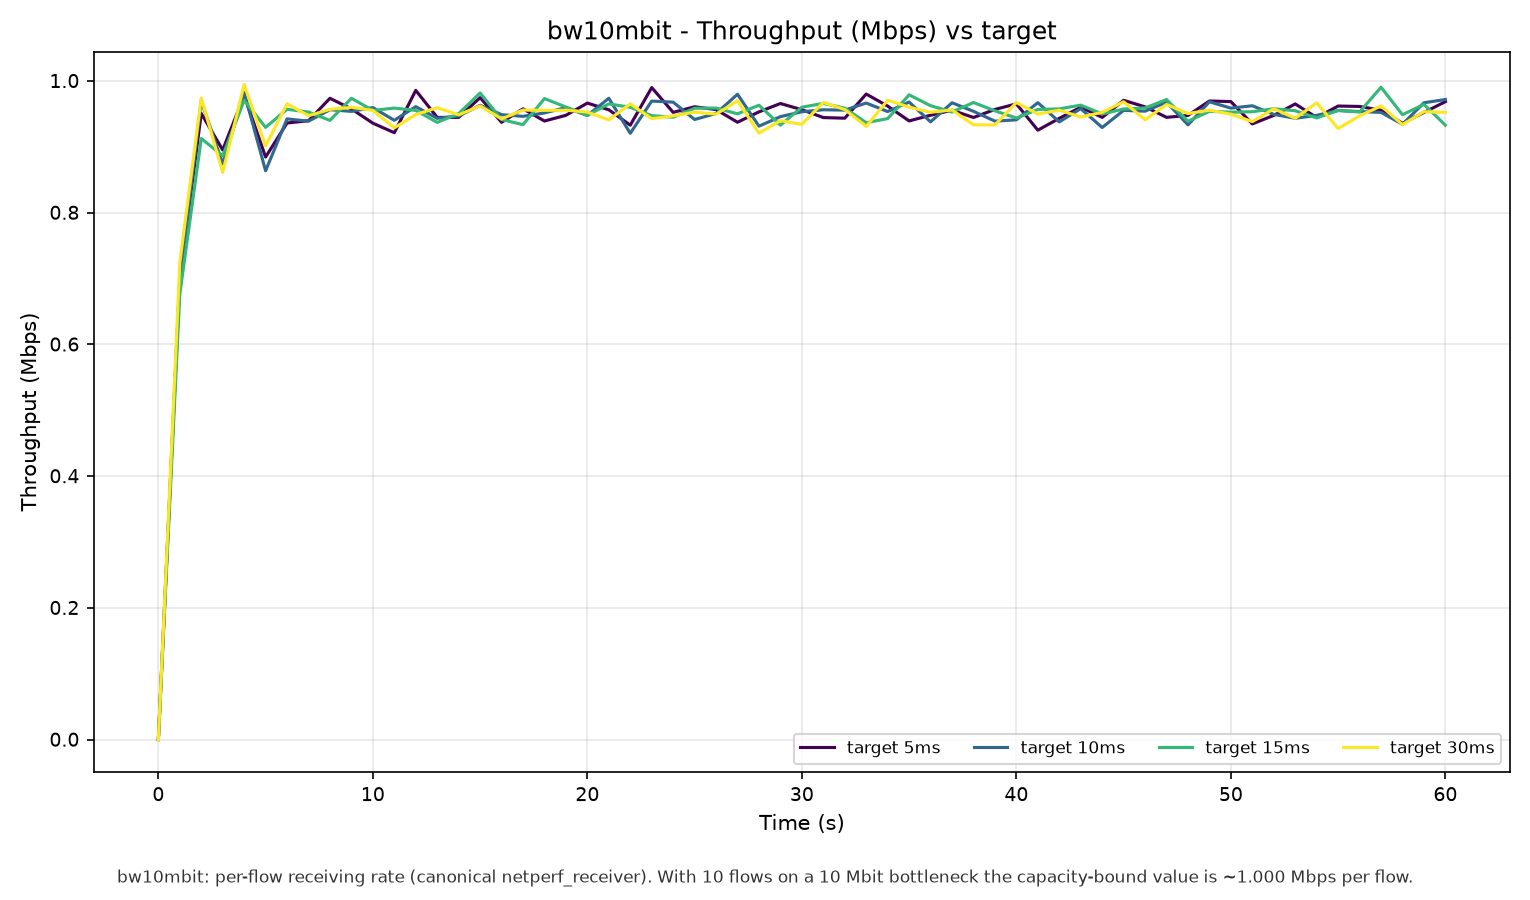 bw10mbit - Throughput (Mbps) vs target
Throughput (Mbps)
1.0
0.8
0.6
0.4
0.2
0.0
target 5ms target 10ms target 15ms target 30ms
0 10 20 30 40 50 60
Time (s)
bw10mbit: per-flow receiving rate (canonical netperf_receiver). With 10 flows on a 10 Mbit bottleneck the capacity-bound value is ~1.000 Mbps per flow.